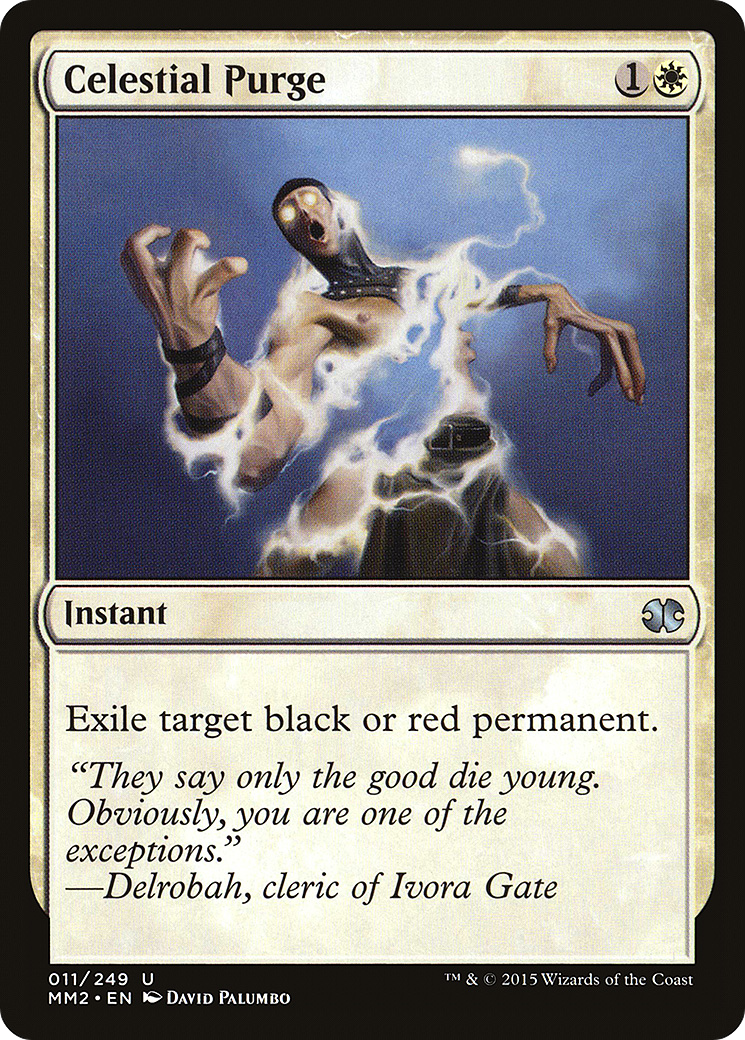 Celestial Purge 1
Instant
Exile target black or red permanent.
“They say only the good die young.
Obviously, you are one of the
exceptions.”
—Delrobah, cleric of Ivora Gate
011/249 U
MM2 • EN David Palumbo
™ & © 2015 Wizards of the Coast